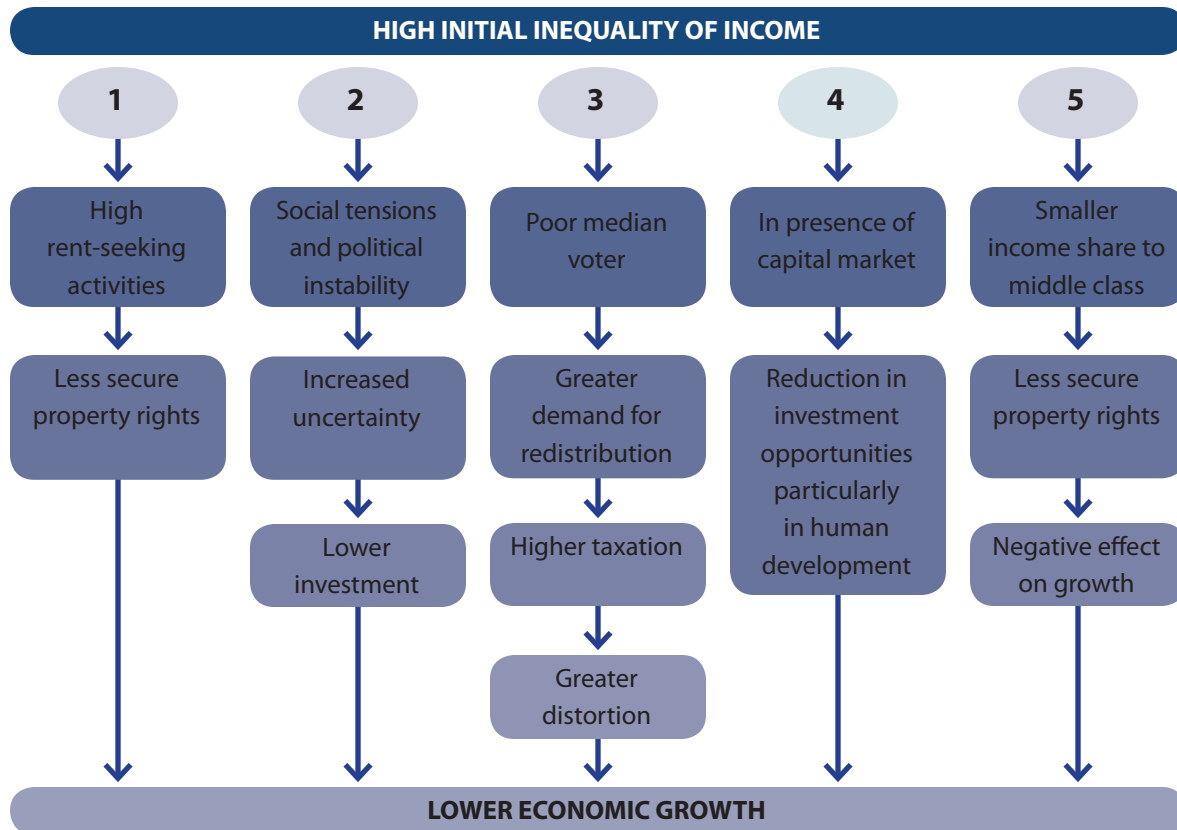 HIGH INITIAL INEQUALITY OF INCOME
1
2
3
4
5
High
rent-seeking
activities
Social tensions
and political
instability
Poor median
voter
In presence of
capital market
Smaller
income share to
middle class
Less secure
property rights
Increased
uncertainty
Greater
demand for
redistribution
Reduction in
investment
opportunities
particularly
in human
development
Less secure
property rights
Lower
investment
Higher taxation
Negative effect
on growth
Greater
distortion
LOWER ECONOMIC GROWTH